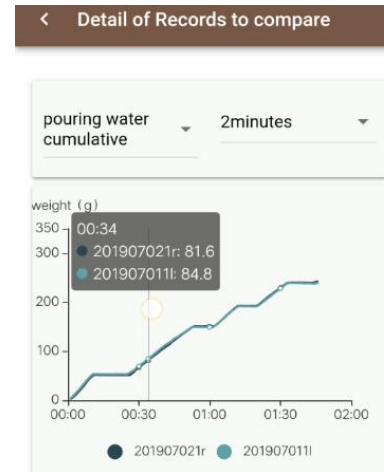 Detail of Records to compare
pouring water
cumulative
2minutes
weight (g)
350
00:34
300
201907021r: 81.6
201907011l: 84.8
200
100
0
00:00 00:30 01:00 01:30 02:00
201907021r 201907011l